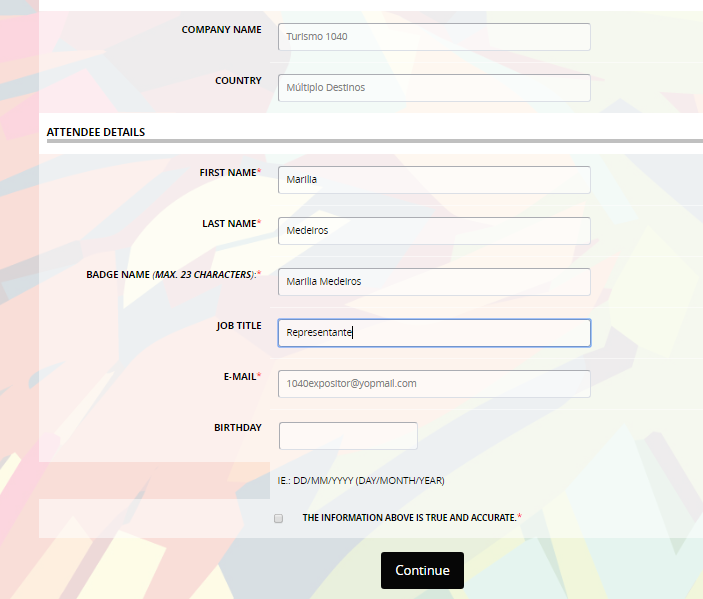 COMPANY NAME Turismo 1040
COUNTRY Múltiplo Destinos
ATTENDEE DETAILS
FIRST NAME* Marilia
LAST NAME* Medeiros
BADGE NAME (MAX. 23 CHARACTERS):* Marilia Medeiros
JOB TITLE Representante
E-MAIL* 1040expositor@yopmail.com
BIRTHDAY
IE.: DD/MM/YYYY (DAY/MONTH/YEAR)
THE INFORMATION ABOVE IS TRUE AND ACCURATE.*
Continue